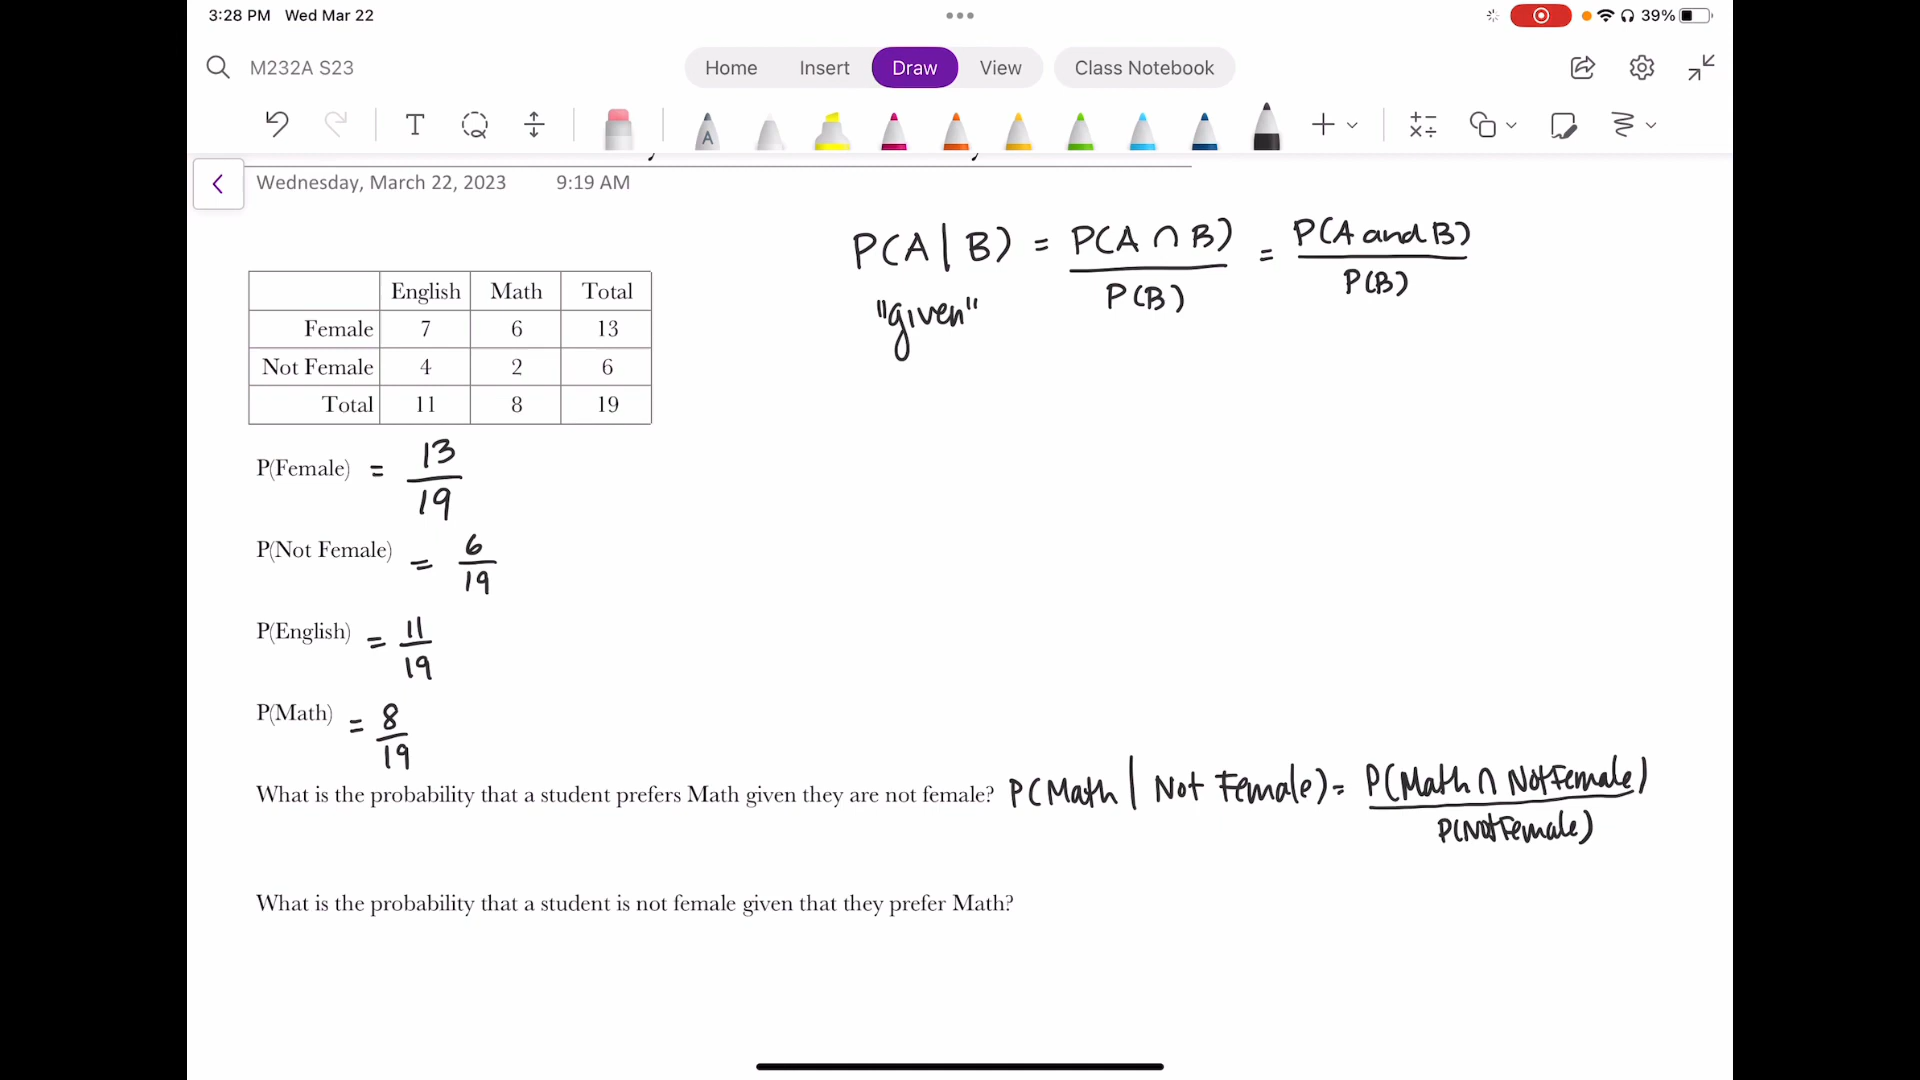 3:28 PM Wed Mar 22 39%
M232A S23 Home Insert Draw View Class Notebook
T A
Wednesday, March 22, 2023 9:19 AM
P(A | B) = P(A ∩ B) / P(B) = P(A and B) / P(B)
"given"
English Math Total
Female 7 6 13
Not Female 4 2 6
Total 11 8 19
P(Female) = 13/19
P(Not Female) = 6/19
P(English) = 11/19
P(Math) = 8/19
What is the probability that a student prefers Math given they are not female? P(Math | Not Female) = P(Math ∩ NotFemale) / P(NotFemale)
What is the probability that a student is not female given that they prefer Math?